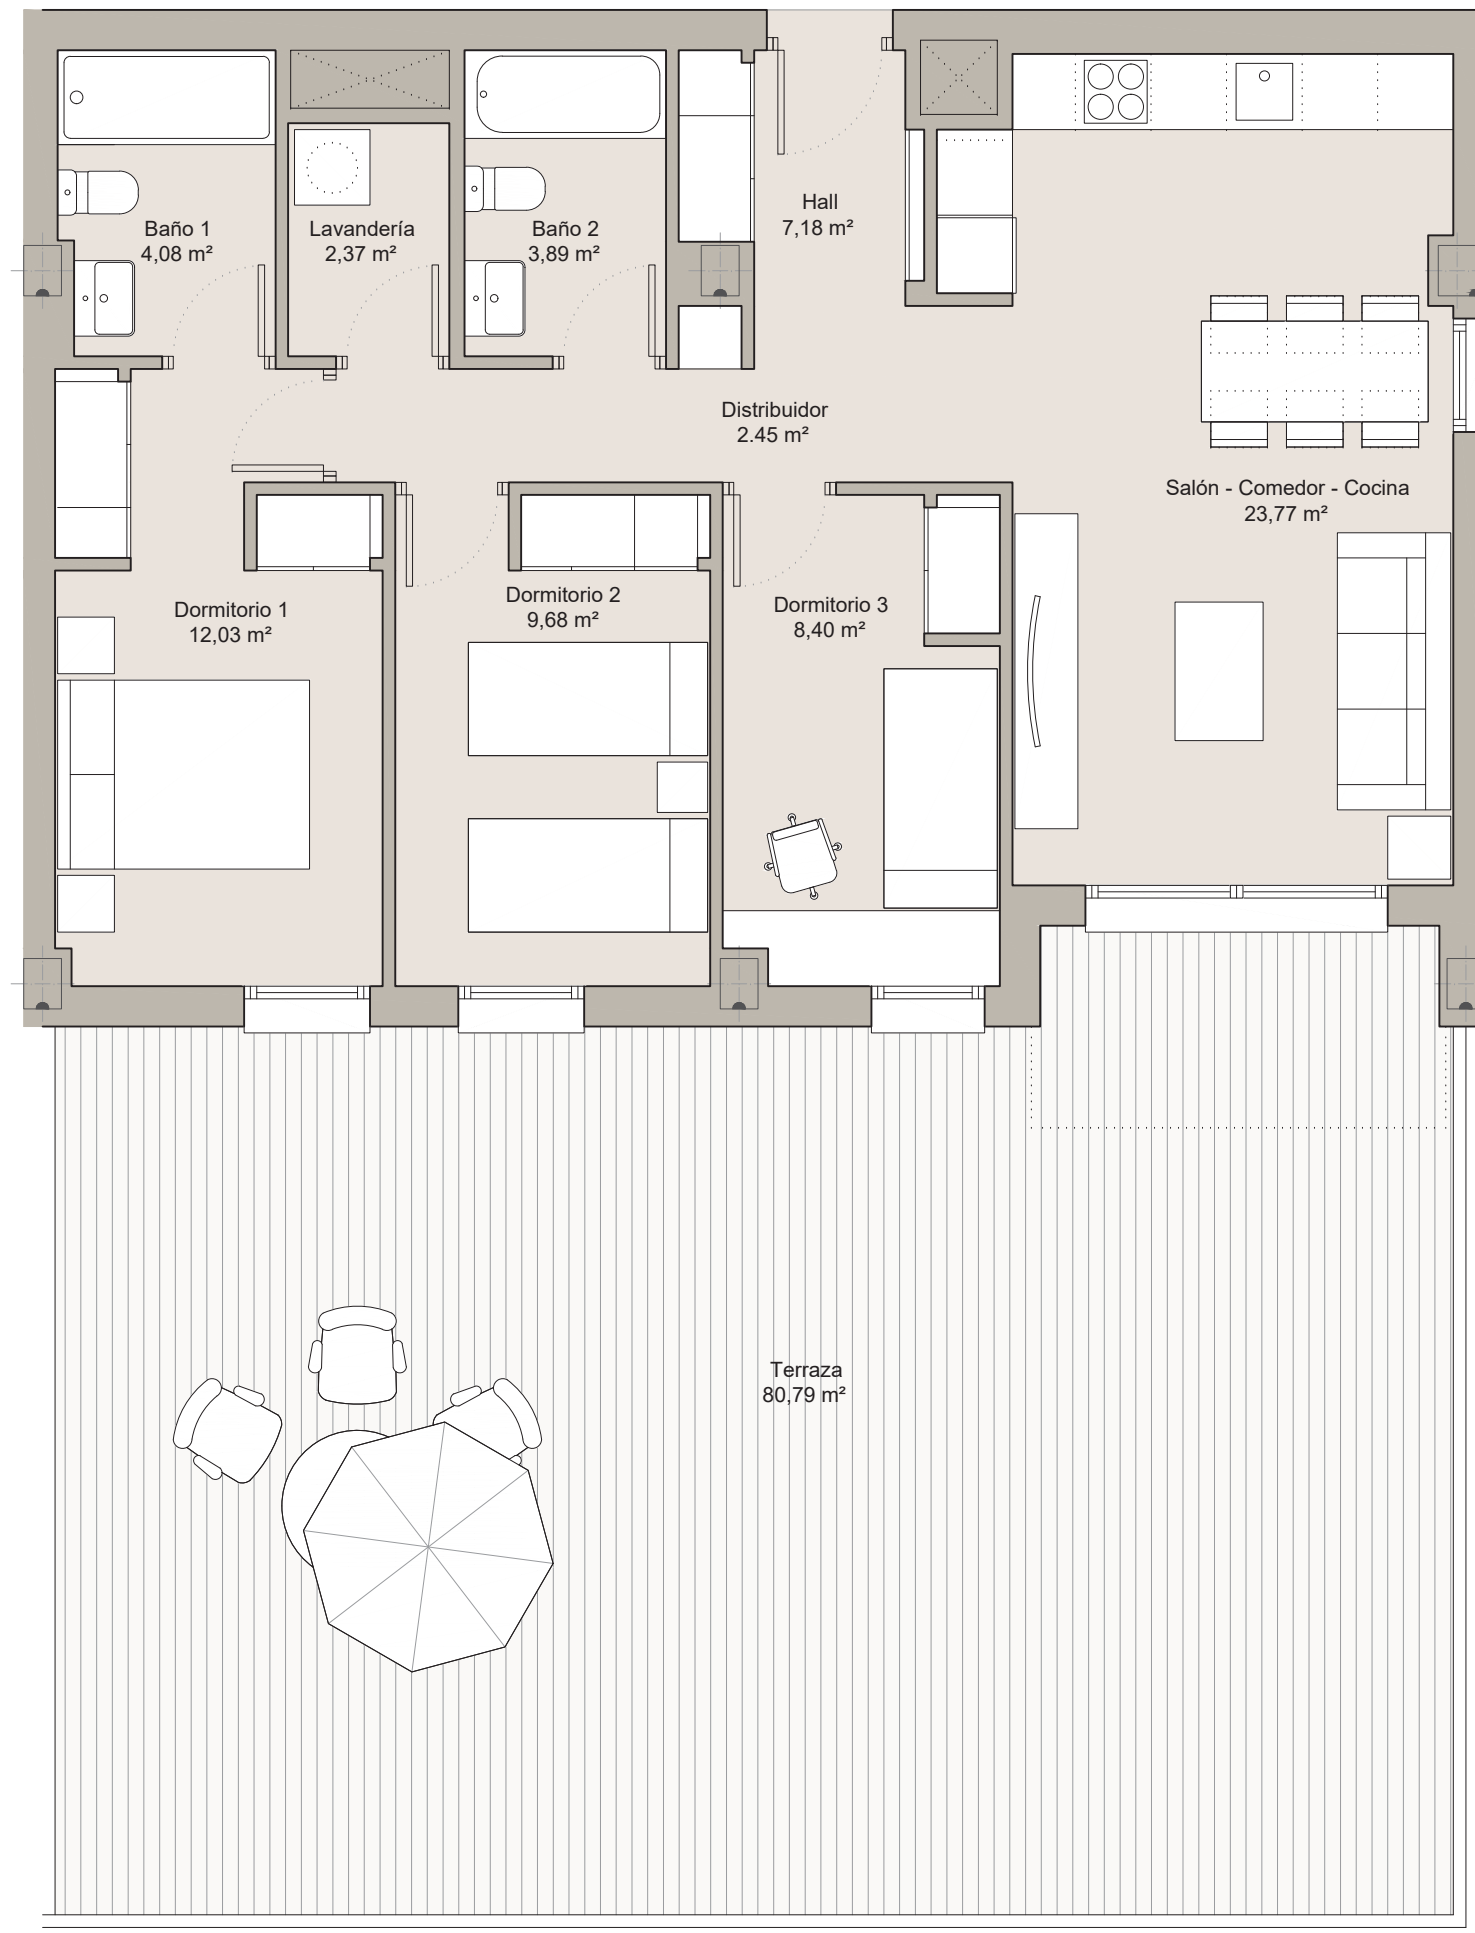 Hall
7,18 m²
Baño 1
4,08 m²
Lavandería
2,37 m²
Baño 2
3,89 m²
Distribuidor
2.45 m²
Salón - Comedor - Cocina
23,77 m²
Dormitorio 1
12,03 m²
Dormitorio 2
9,68 m²
Dormitorio 3
8,40 m²
Terraza
80,79 m²